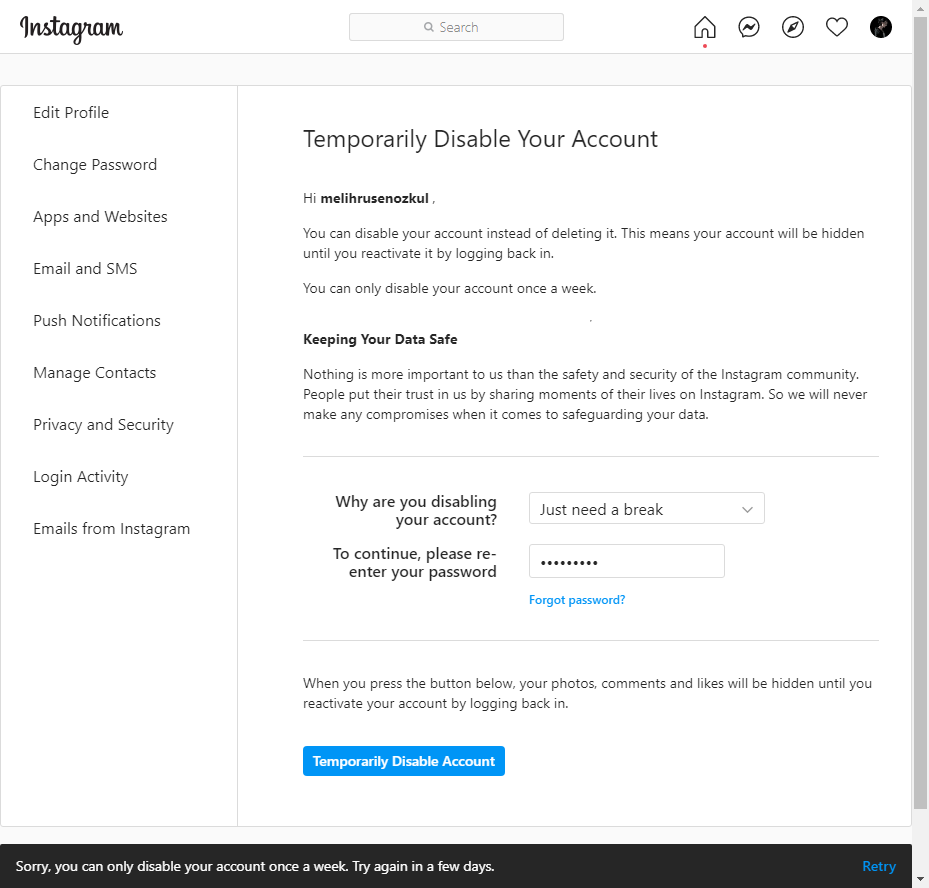 Instagram
Search
Edit Profile
Change Password
Apps and Websites
Email and SMS
Push Notifications
Manage Contacts
Privacy and Security
Login Activity
Emails from Instagram
Temporarily Disable Your Account
Hi melihrusenozkul ,
You can disable your account instead of deleting it. This means your account will be hidden
until you reactivate it by logging back in.
You can only disable your account once a week.
Keeping Your Data Safe
Nothing is more important to us than the safety and security of the Instagram community.
People put their trust in us by sharing moments of their lives on Instagram. So we will never
make any compromises when it comes to safeguarding your data.
Why are you disabling
your account?
Just need a break
To continue, please re-
enter your password
•••••••••
Forgot password?
When you press the button below, your photos, comments and likes will be hidden until you
reactivate your account by logging back in.
Temporarily Disable Account
Sorry, you can only disable your account once a week. Try again in a few days.
Retry